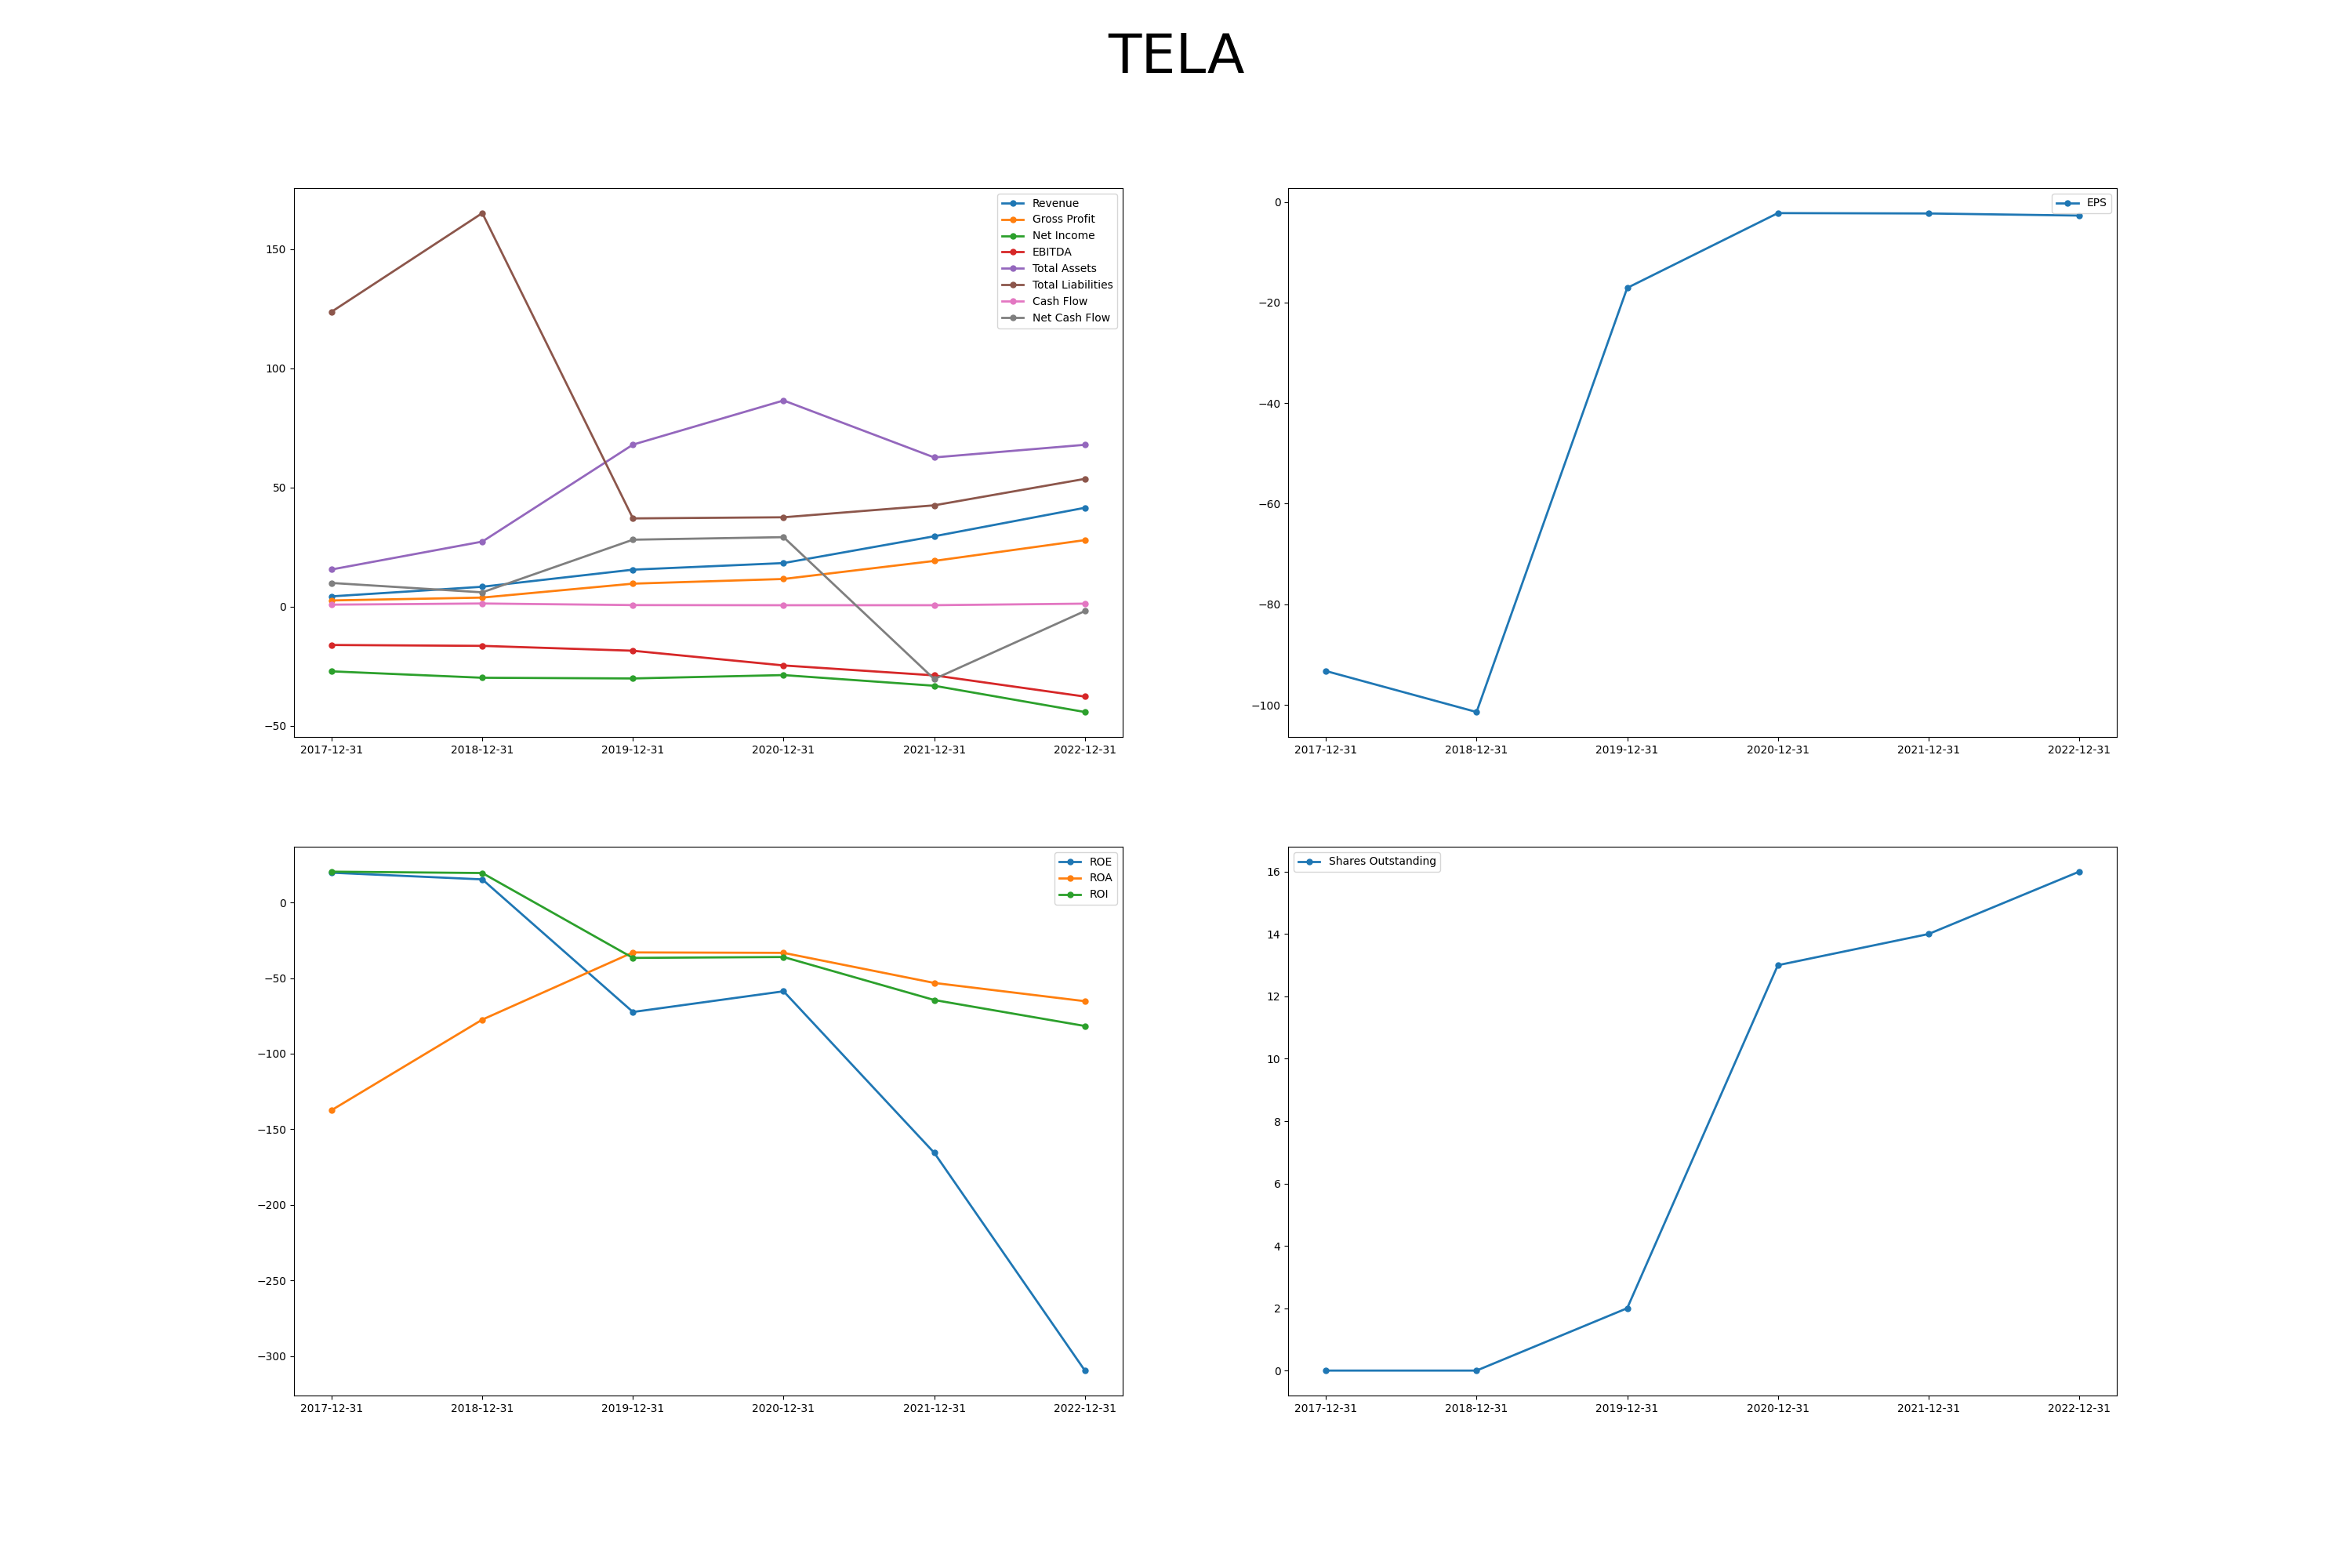 TELA
150
100
50
0
−50
2017-12-31 2018-12-31 2019-12-31 2020-12-31 2021-12-31 2022-12-31
Revenue
Gross Profit
Net Income
EBITDA
Total Assets
Total Liabilities
Cash Flow
Net Cash Flow
0
−20
−40
−60
−80
−100
2017-12-31 2018-12-31 2019-12-31 2020-12-31 2021-12-31 2022-12-31
EPS
0
−50
−100
−150
−200
−250
−300
2017-12-31 2018-12-31 2019-12-31 2020-12-31 2021-12-31 2022-12-31
ROE
ROA
ROI
16
14
12
10
8
6
4
2
0
2017-12-31 2018-12-31 2019-12-31 2020-12-31 2021-12-31 2022-12-31
Shares Outstanding